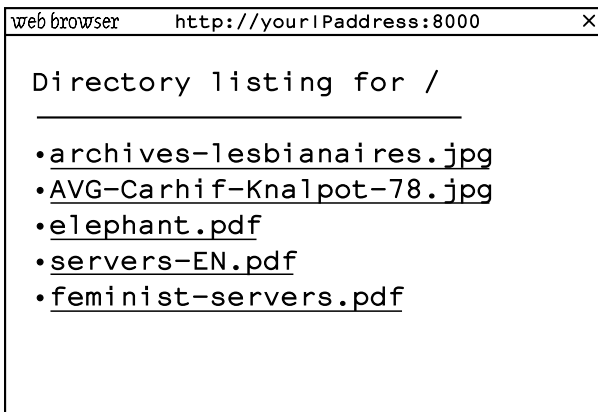 web browser http://yourIPaddress:8000 ×
Directory listing for /
•archives-lesbianaires.jpg
•AVG-Carhif-Knalpot-78.jpg
•elephant.pdf
•servers-EN.pdf
•feminist-servers.pdf